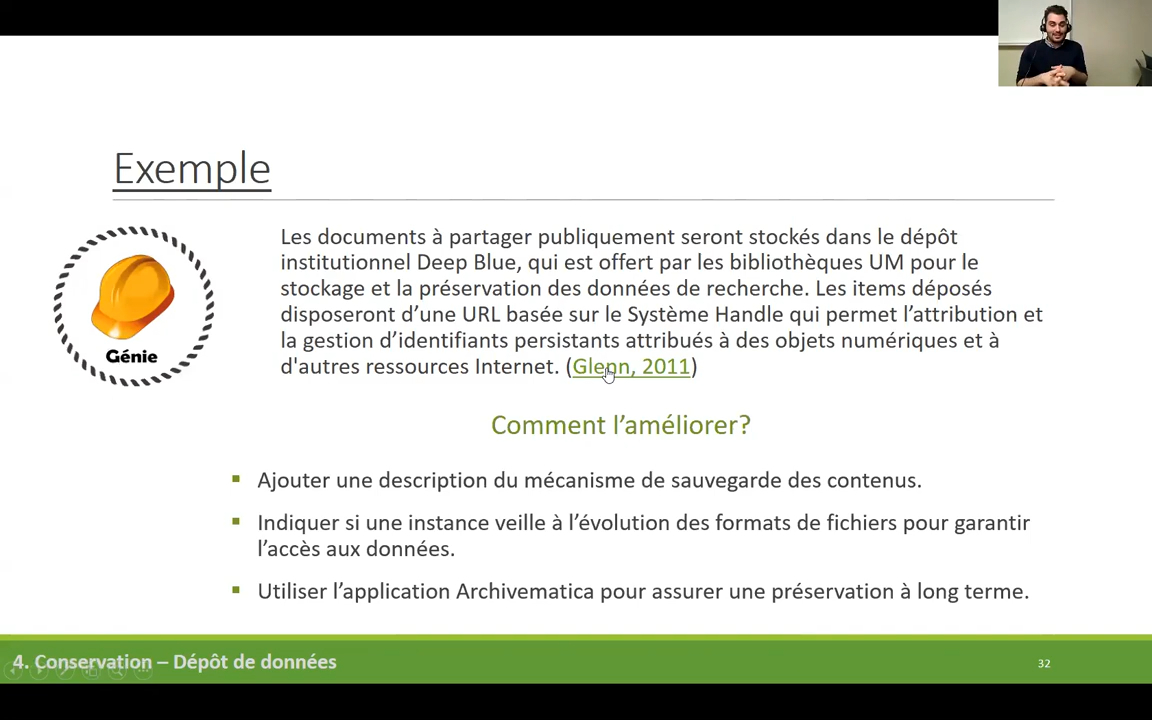 Exemple
Génie
Les documents à partager publiquement seront stockés dans le dépôt
institutionnel Deep Blue, qui est offert par les bibliothèques UM pour le
stockage et la préservation des données de recherche. Les items déposés
disposeront d’une URL basée sur le Système Handle qui permet l’attribution et
la gestion d’identifiants persistants attribués à des objets numériques et à
d'autres ressources Internet. (Glenn, 2011)
Comment l’améliorer?
▪ Ajouter une description du mécanisme de sauvegarde des contenus.
▪ Indiquer si une instance veille à l’évolution des formats de fichiers pour garantir
l’accès aux données.
▪ Utiliser l’application Archivematica pour assurer une préservation à long terme.
4. Conservation – Dépôt de données
32